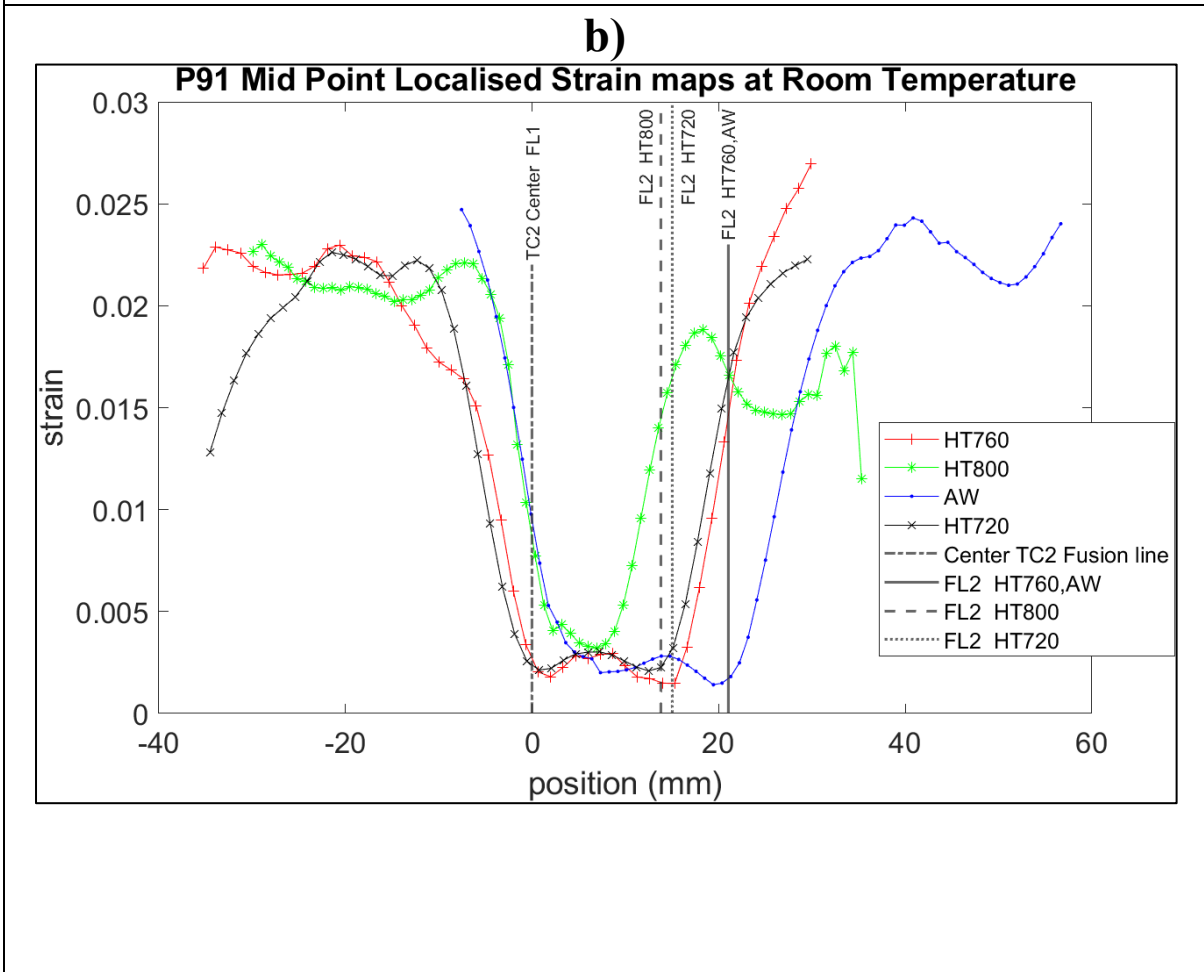 b)
P91 Mid Point Localised Strain maps at Room Temperature
0.03
0.025
0.02
0.015
0.01
0.005
0
strain
-40
-20
0
20
40
60
position (mm)
TC2 Center FL1
FL2 HT800
FL2 HT720
FL2 HT760,AW
HT760
HT800
AW
HT720
Center TC2 Fusion line
FL2 HT760,AW
FL2 HT800
FL2 HT720